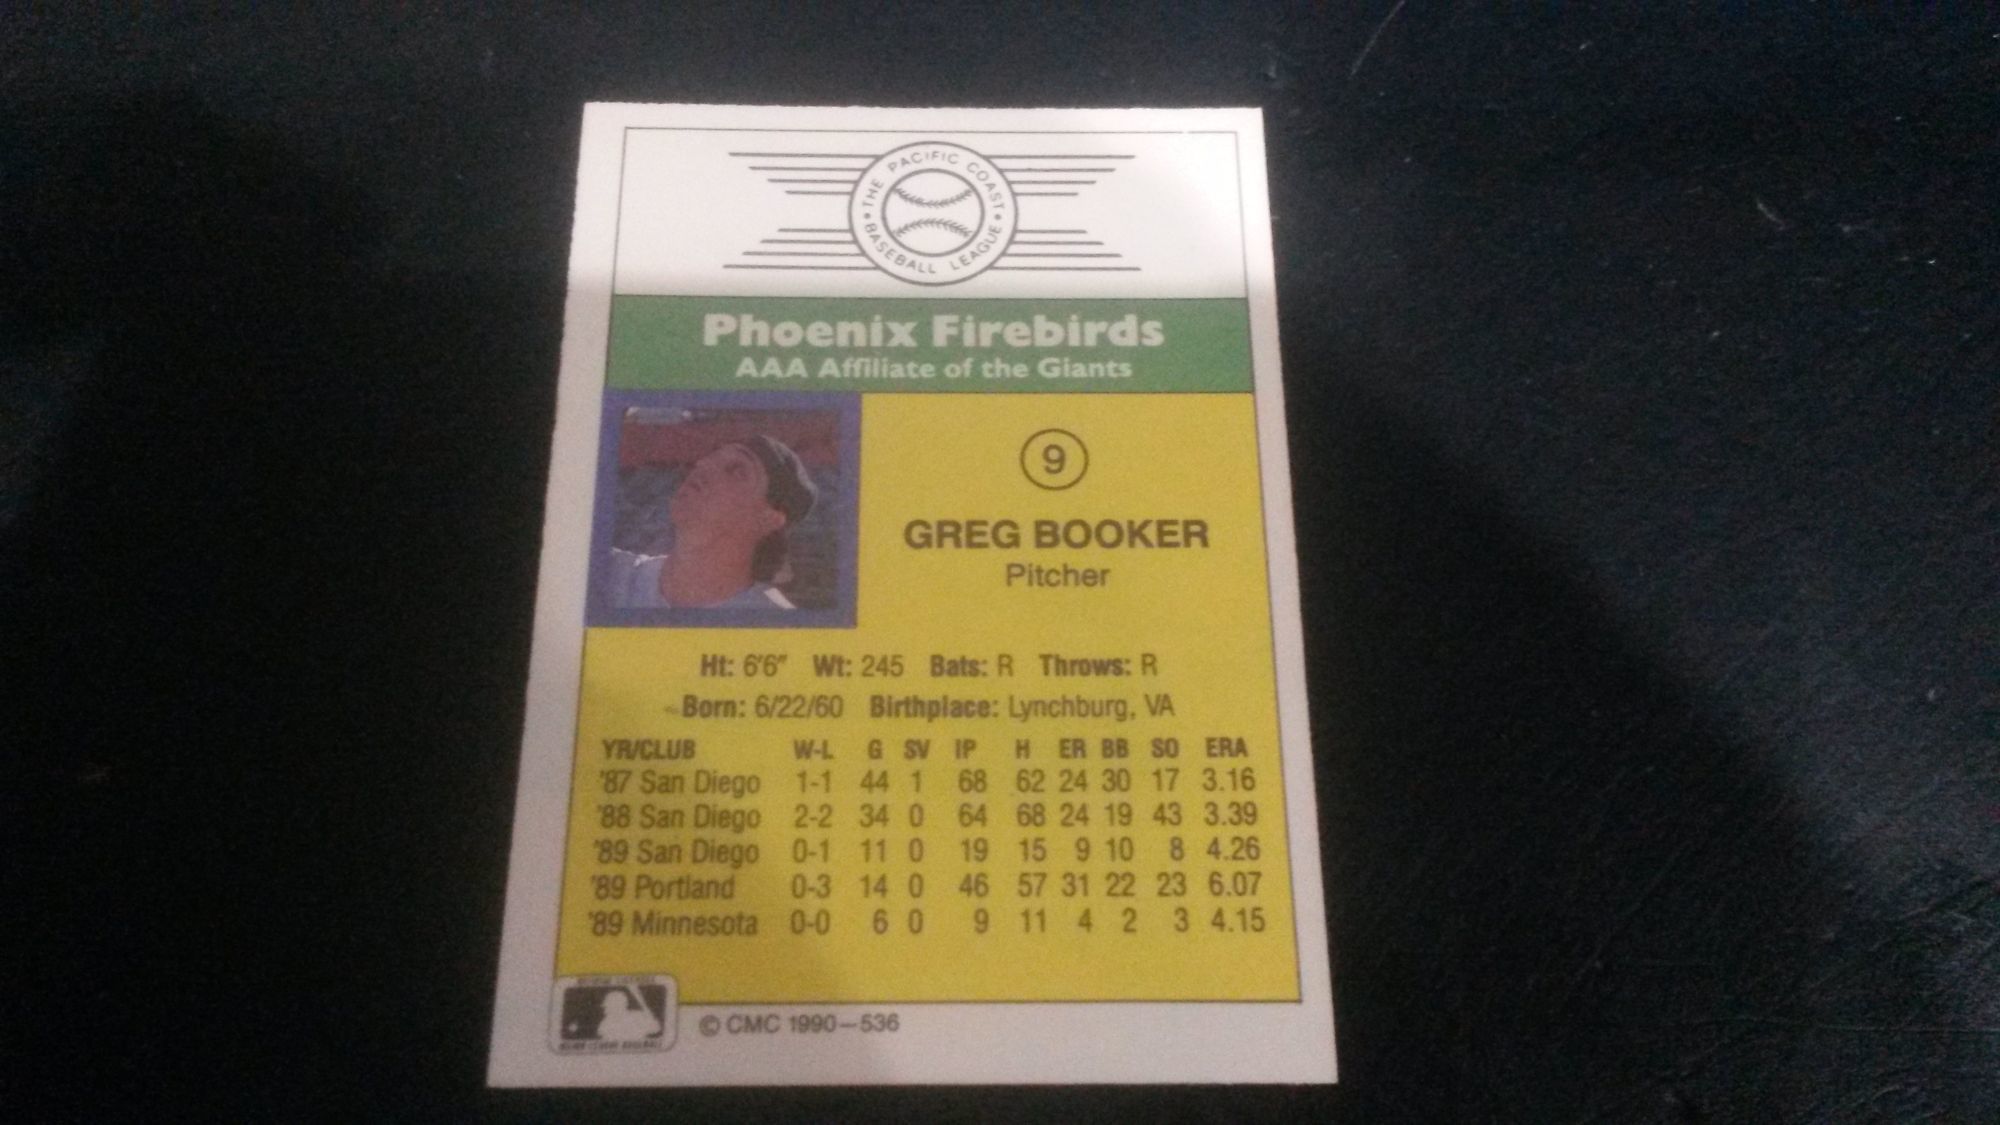 THE PACIFIC COAST
BASEBALL LEAGUE
Phoenix Firebirds
AAA Affiliate of the Giants
9
GREG BOOKER
Pitcher
Ht: 6'6" Wt: 245 Bats: R Throws: R
Born: 6/22/60 Birthplace: Lynchburg, VA
YR/CLUB W-L G SV IP H ER BB SO ERA
'87 San Diego 1-1 44 1 68 62 24 30 17 3.16
'88 San Diego 2-2 34 0 64 68 24 19 43 3.39
'89 San Diego 0-1 11 0 19 15 9 10 8 4.26
'89 Portland 0-3 14 0 46 57 31 22 23 6.07
'89 Minnesota 0-0 6 0 9 11 4 2 3 4.15
MAJOR LEAGUE BASEBALL
© CMC 1990—536